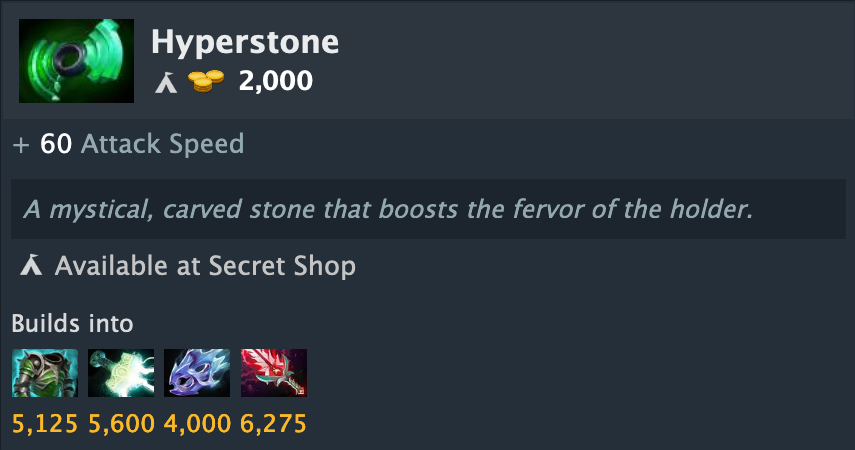 Hyperstone
2,000
+ 60 Attack Speed
A mystical, carved stone that boosts the fervor of the holder.
Available at Secret Shop
Builds into
5,125 5,600 4,000 6,275